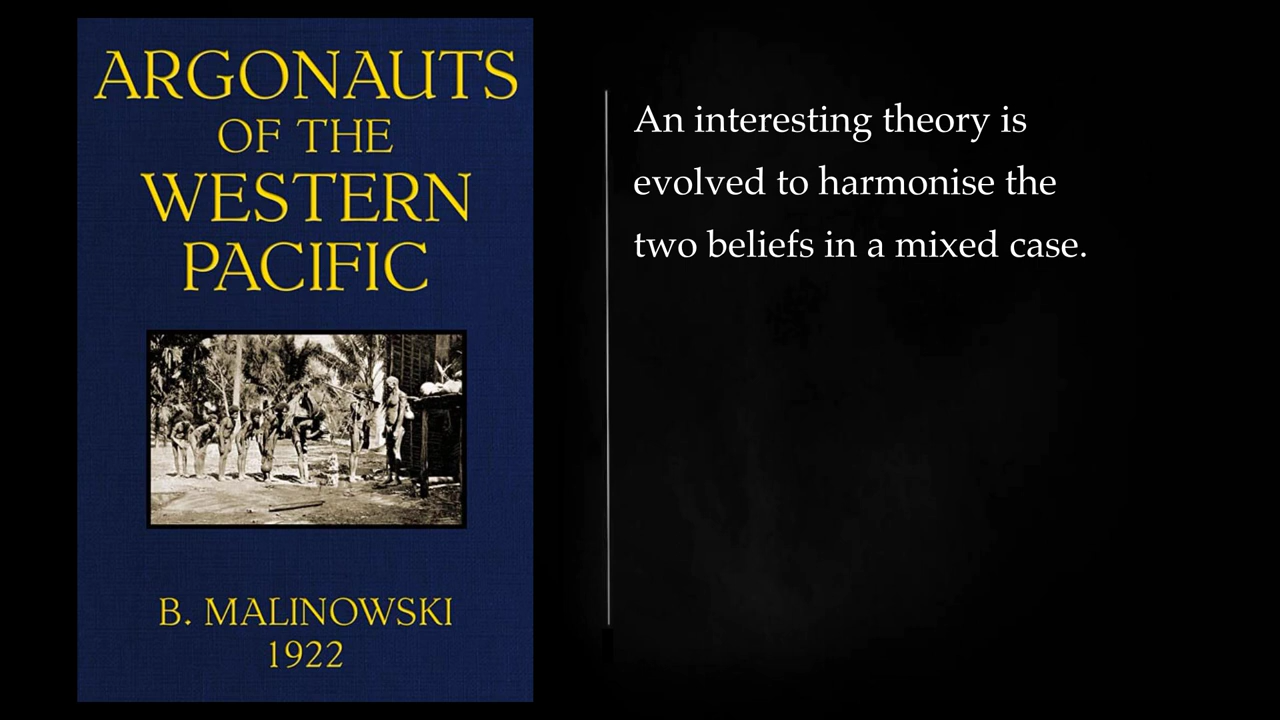 ARGONAUTS
OF THE
WESTERN
PACIFIC
B. MALINOWSKI
1922
An interesting theory is
evolved to harmonise the
two beliefs in a mixed case.